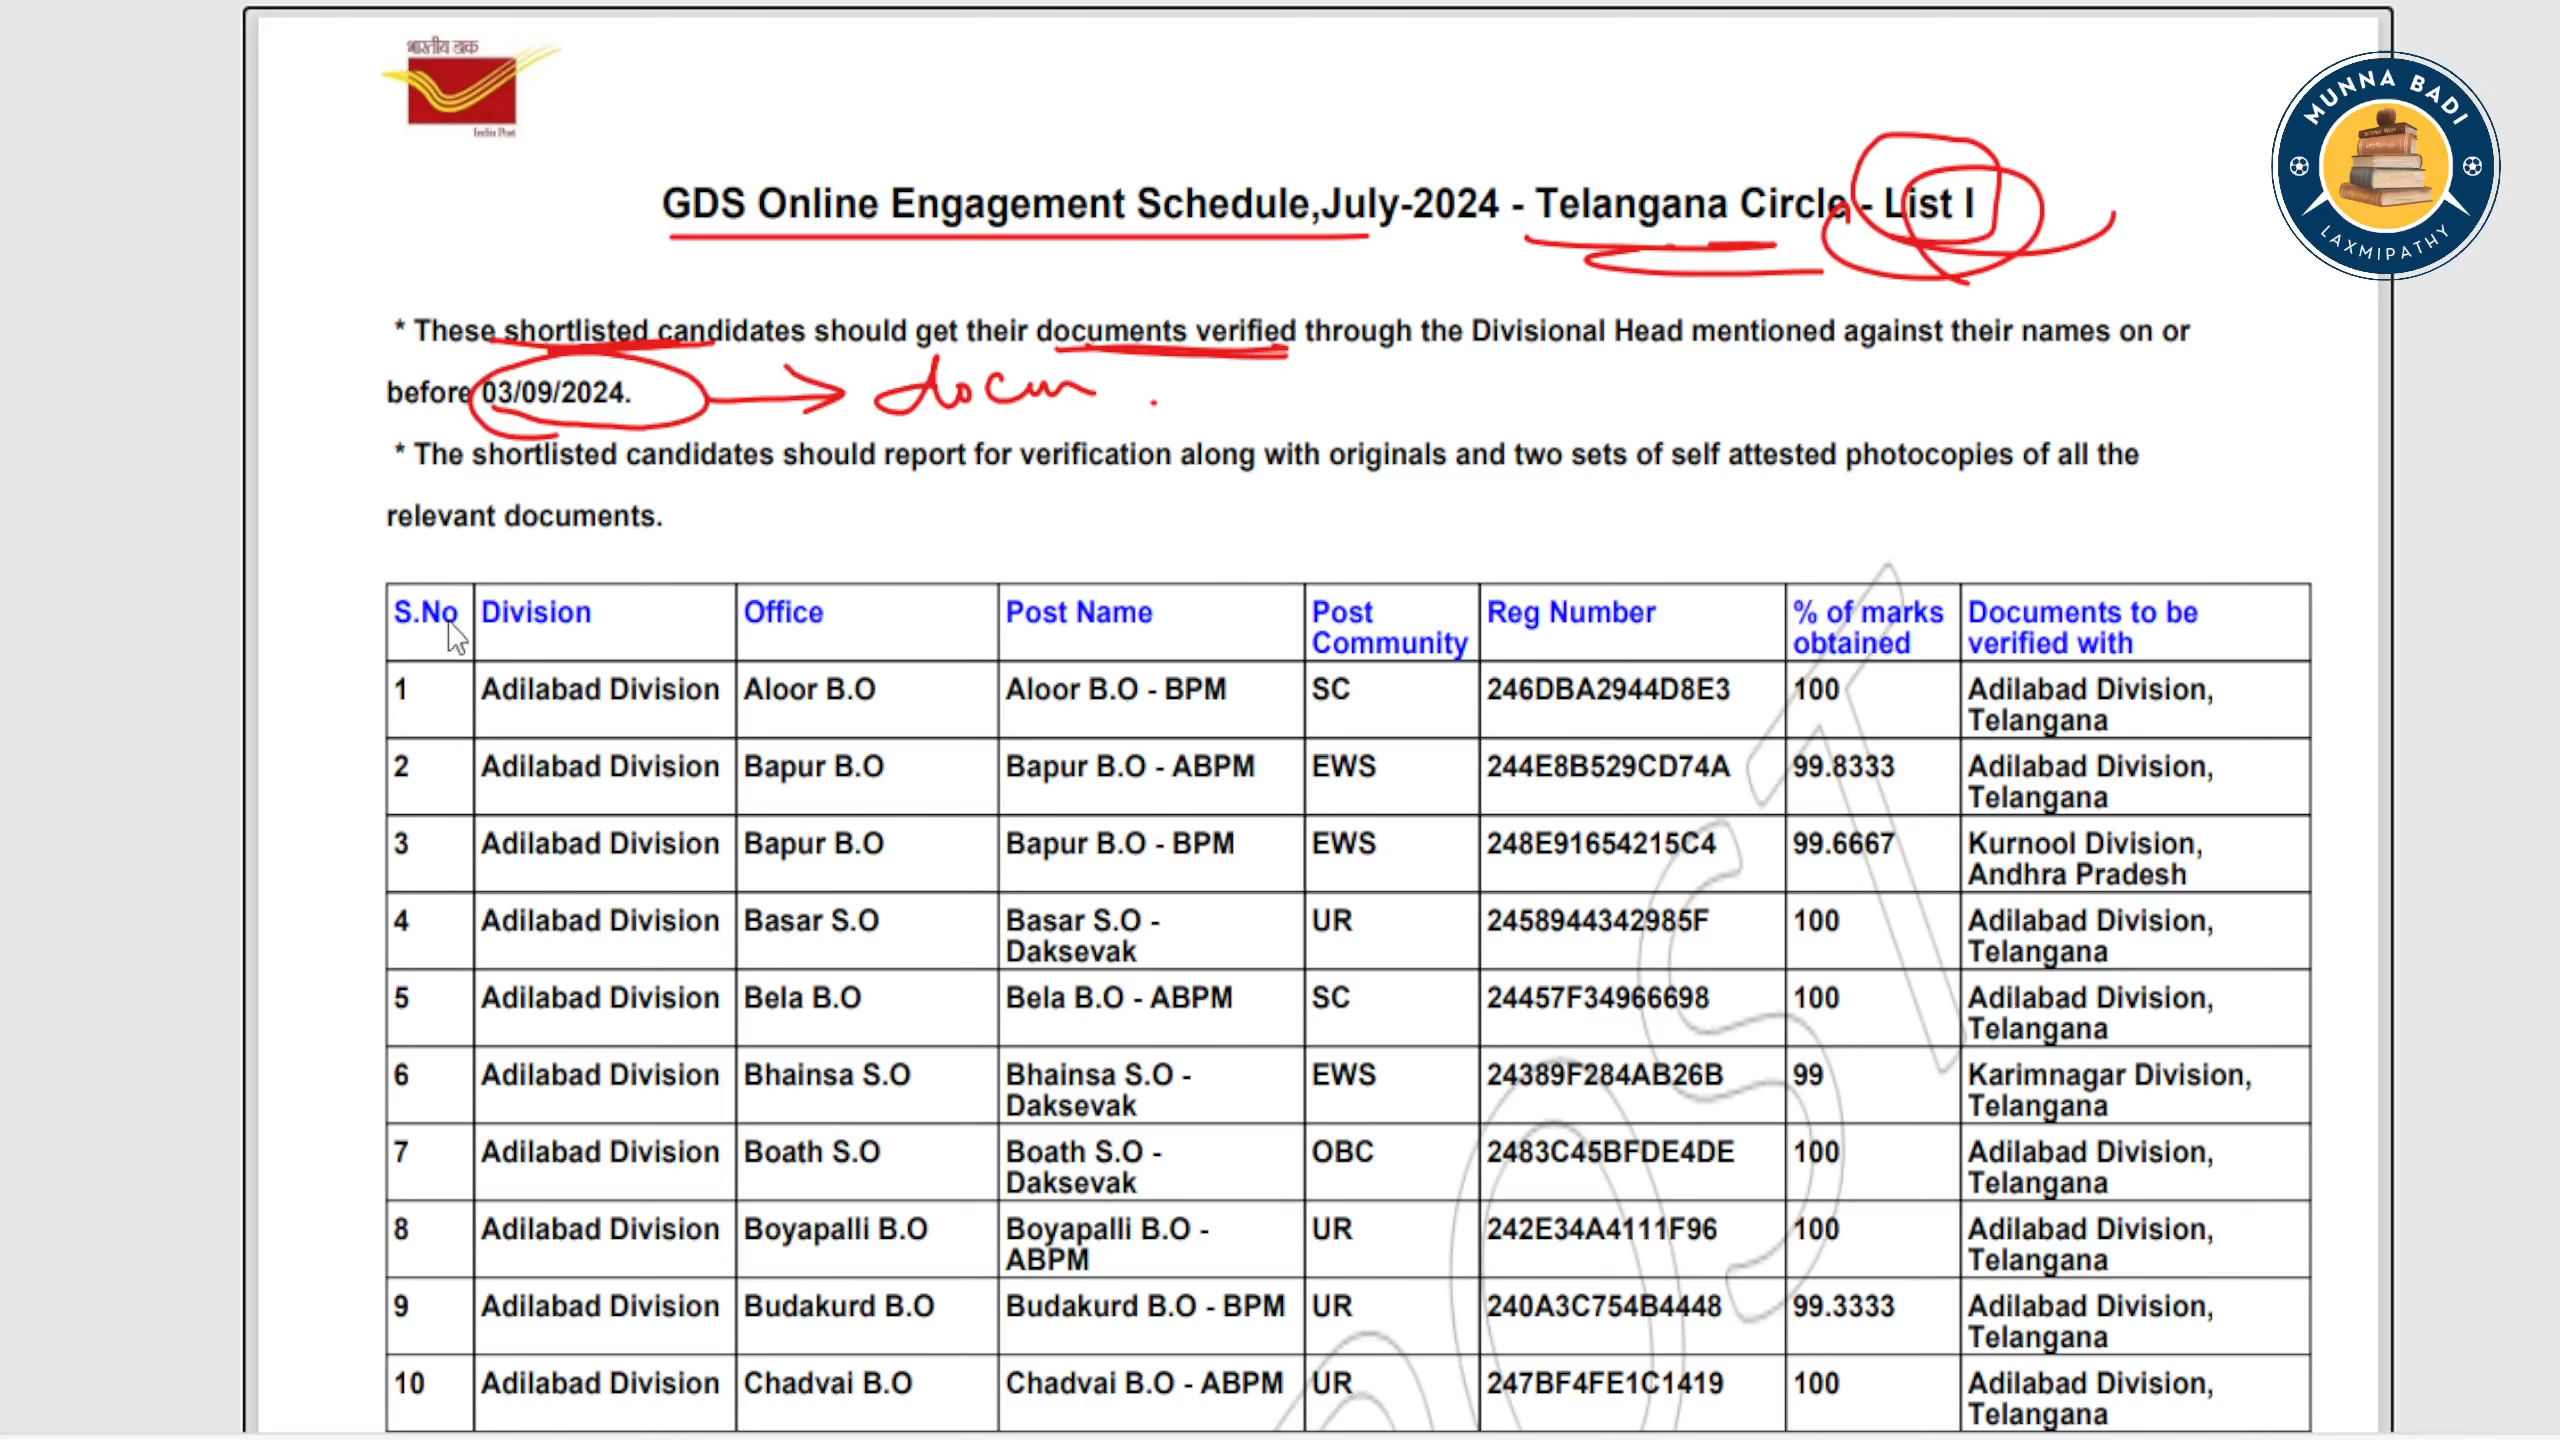 भारतीय डाक
India Post
MUNNA BADI
LAXMIPATHY
GDS Online Engagement Schedule,July-2024 - Telangana Circle - List I
* These shortlisted candidates should get their documents verified through the Divisional Head mentioned against their names on or
before 03/09/2024.
docum
* The shortlisted candidates should report for verification along with originals and two sets of self attested photocopies of all the
relevant documents.
S.No Division Office Post Name Post Community Reg Number % of marks obtained Documents to be verified with
1 Adilabad Division Aloor B.O Aloor B.O - BPM SC 246DBA2944D8E3 100 Adilabad Division, Telangana
2 Adilabad Division Bapur B.O Bapur B.O - ABPM EWS 244E8B529CD74A 99.8333 Adilabad Division, Telangana
3 Adilabad Division Bapur B.O Bapur B.O - BPM EWS 248E91654215C4 99.6667 Kurnool Division, Andhra Pradesh
4 Adilabad Division Basar S.O Basar S.O - Daksevak UR 2458944342985F 100 Adilabad Division, Telangana
5 Adilabad Division Bela B.O Bela B.O - ABPM SC 24457F34966698 100 Adilabad Division, Telangana
6 Adilabad Division Bhainsa S.O Bhainsa S.O - Daksevak EWS 24389F284AB26B 99 Karimnagar Division, Telangana
7 Adilabad Division Boath S.O Boath S.O - Daksevak OBC 2483C45BFDE4DE 100 Adilabad Division, Telangana
8 Adilabad Division Boyapalli B.O Boyapalli B.O - ABPM UR 242E34A4111F96 100 Adilabad Division, Telangana
9 Adilabad Division Budakurd B.O Budakurd B.O - BPM UR 240A3C754B4448 99.3333 Adilabad Division, Telangana
10 Adilabad Division Chadvai B.O Chadvai B.O - ABPM UR 247BF4FE1C1419 100 Adilabad Division, Telangana